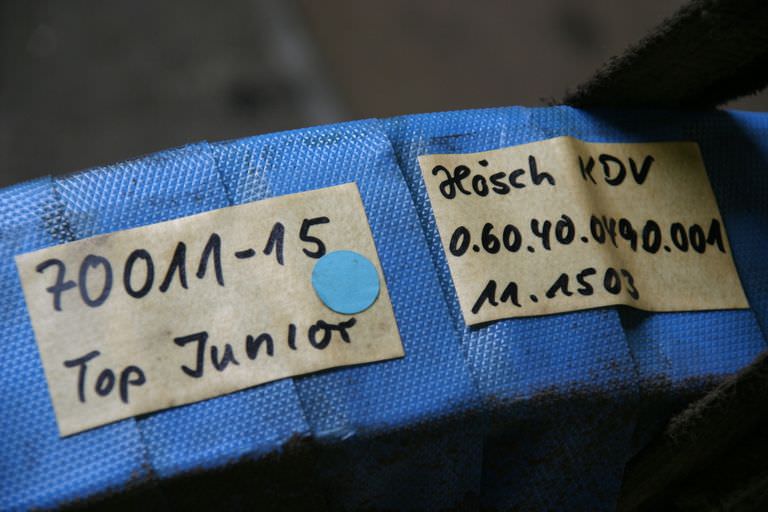 70011-15
Top Junior
Hösch KDV
0.60.40.0490.001
11.1503